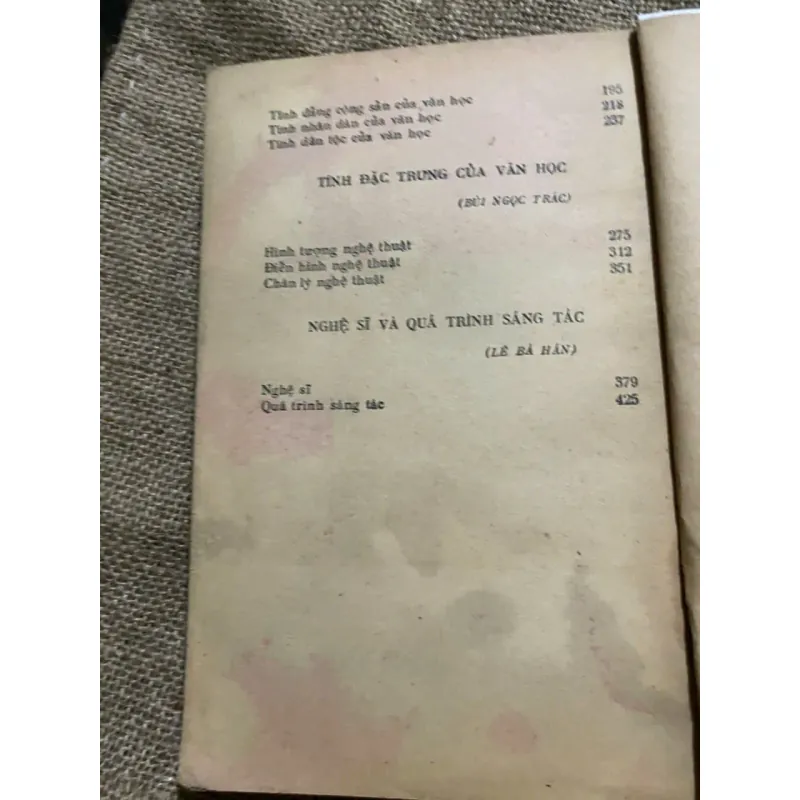 Tính đảng cộng sản của văn học 195
Tính nhân dân của văn học 218
Tính dân tộc của văn học 237
TÍNH ĐẶC TRƯNG CỦA VĂN HỌC
(BÙI NGỌC TRÁC)
Hình tượng nghệ thuật 275
Điển hình nghệ thuật 312
Chân lý nghệ thuật 351
NGHỆ SĨ VÀ QUÁ TRÌNH SÁNG TÁC
(LÊ BÁ HÁN)
Nghệ sĩ 379
Quá trình sáng tác 425